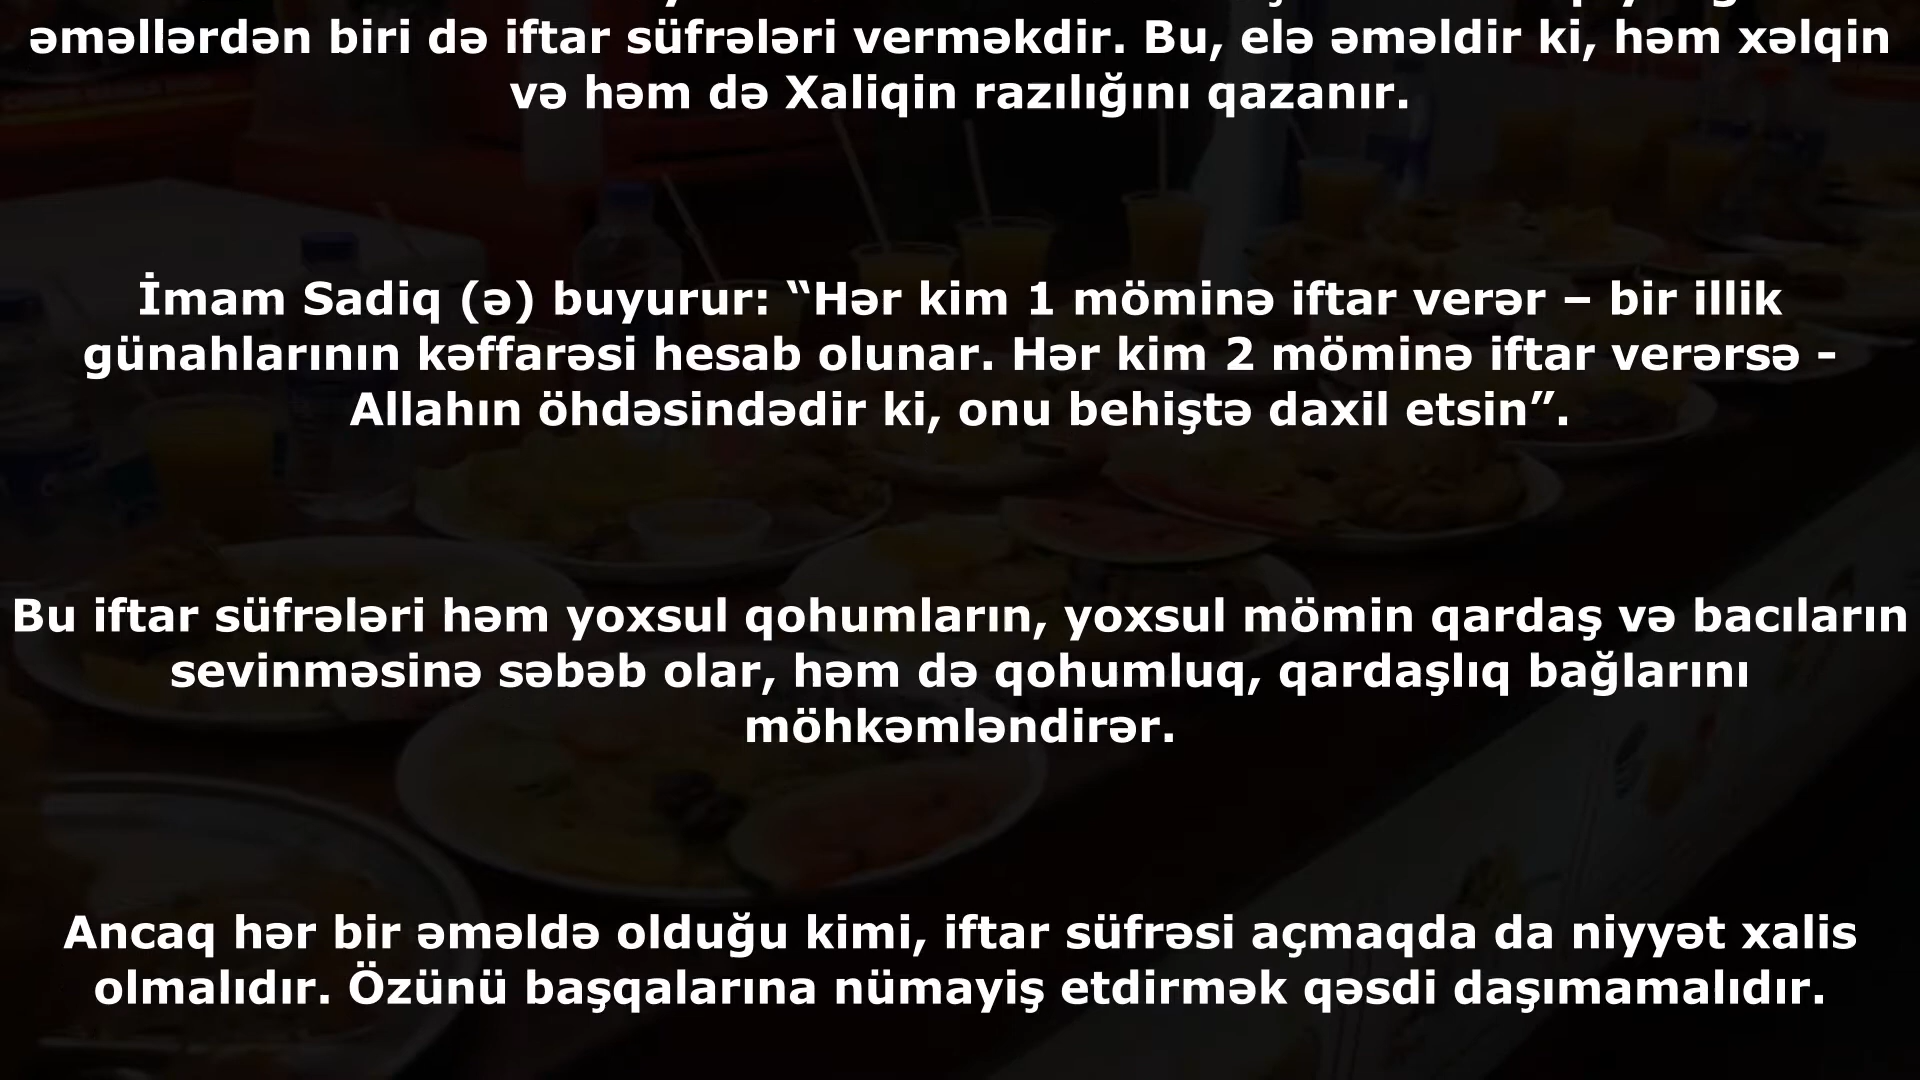 əməllərdən biri də iftar süfrələri verməkdir. Bu, elə əməldir ki, həm xəlqin
və həm də Xaliqin razılığını qazanır.
İmam Sadiq (ə) buyurur: “Hər kim 1 möminə iftar verər – bir illik
günahlarının kəffarəsi hesab olunar. Hər kim 2 möminə iftar verərsə -
Allahın öhdəsindədir ki, onu behiştə daxil etsin”.
Bu iftar süfrələri həm yoxsul qohumların, yoxsul mömin qardaş və bacıların
sevinməsinə səbəb olar, həm də qohumluq, qardaşlıq bağlarını
möhkəmləndirər.
Ancaq hər bir əməldə olduğu kimi, iftar süfrəsi açmaqda da niyyət xalis
olmalıdır. Özünü başqalarına nümayiş etdirmək qəsdi daşımamalıdır.